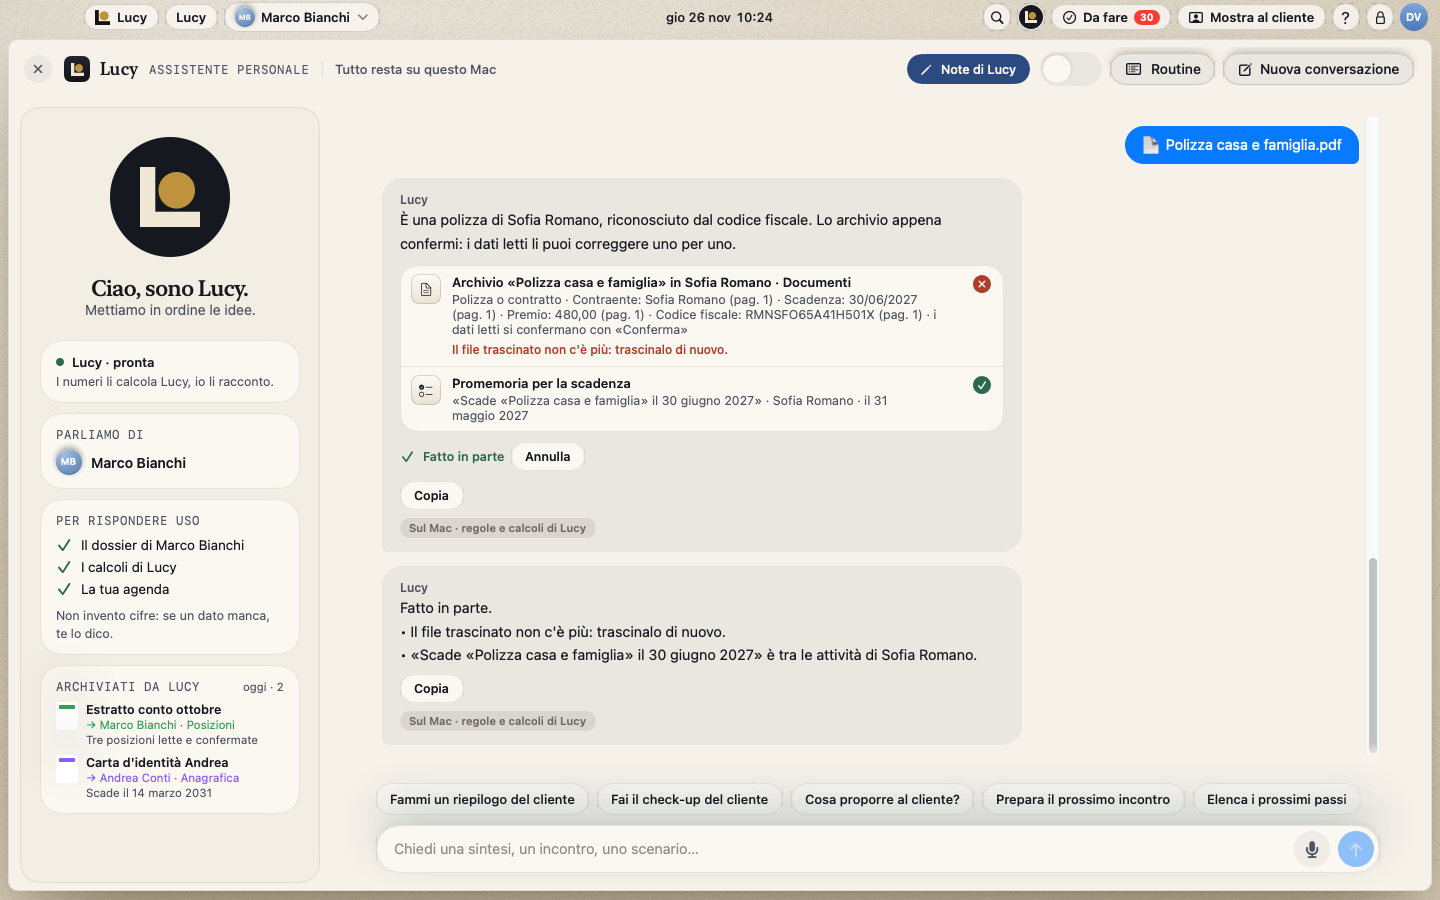 Lucy
Lucy
MB Marco Bianchi
gio 26 nov 10:24
Da fare 30
Mostra al cliente
?
DV
Lucy ASSISTENTE PERSONALE
Tutto resta su questo Mac
Note di Lucy
Routine
Nuova conversazione
Ciao, sono Lucy.
Mettiamo in ordine le idee.
Lucy · pronta
I numeri li calcola Lucy, io li racconto.
PARLIAMO DI
MB Marco Bianchi
PER RISPONDERE USO
Il dossier di Marco Bianchi
I calcoli di Lucy
La tua agenda
Non invento cifre: se un dato manca,
te lo dico.
ARCHIVIATI DA LUCY oggi · 2
Estratto conto ottobre
→ Marco Bianchi · Posizioni
Tre posizioni lette e confermate
Carta d'identità Andrea
→ Andrea Conti · Anagrafica
Scade il 14 marzo 2031
Polizza casa e famiglia.pdf
Lucy
È una polizza di Sofia Romano, riconosciuto dal codice fiscale. Lo archivio appena
confermi: i dati letti li puoi correggere uno per uno.
Archivio «Polizza casa e famiglia» in Sofia Romano · Documenti
Polizza o contratto · Contraente: Sofia Romano (pag. 1) · Scadenza: 30/06/2027
(pag. 1) · Premio: 480,00 (pag. 1) · Codice fiscale: RMNSFO65A41H501X (pag. 1) · i
dati letti si confermano con «Conferma»
Il file trascinato non c'è più: trascinalo di nuovo.
Promemoria per la scadenza
«Scade «Polizza casa e famiglia» il 30 giugno 2027» · Sofia Romano · il 31
maggio 2027
Fatto in parte
Annulla
Copia
Sul Mac · regole e calcoli di Lucy
Lucy
Fatto in parte.
• Il file trascinato non c'è più: trascinalo di nuovo.
• «Scade «Polizza casa e famiglia» il 30 giugno 2027» è tra le attività di Sofia Romano.
Copia
Sul Mac · regole e calcoli di Lucy
Fammi un riepilogo del cliente
Fai il check-up del cliente
Cosa proporre al cliente?
Prepara il prossimo incontro
Elenca i prossimi passi
Chiedi una sintesi, un incontro, uno scenario...